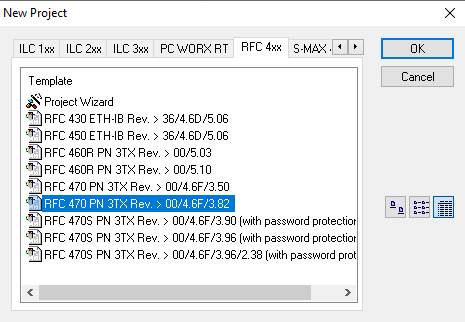 New Project
ILC 1xx ILC 2xx ILC 3xx PC WORX RT RFC 4xx S-MAX
OK
Cancel
Template
Project Wizard
RFC 430 ETH-IB Rev. > 36/4.6D/5.06
RFC 450 ETH-IB Rev. > 36/4.6D/5.06
RFC 460R PN 3TX Rev. > 00/5.03
RFC 460R PN 3TX Rev. > 00/5.10
RFC 470 PN 3TX Rev. > 00/4.6F/3.50
RFC 470 PN 3TX Rev. > 00/4.6F/3.82
RFC 470S PN 3TX Rev. > 00/4.6F/3.90 (with password protection
RFC 470S PN 3TX Rev. > 00/4.6F/3.96 (with password protection
RFC 470S PN 3TX Rev. > 00/4.6F/3.96/2.38 (with password prot